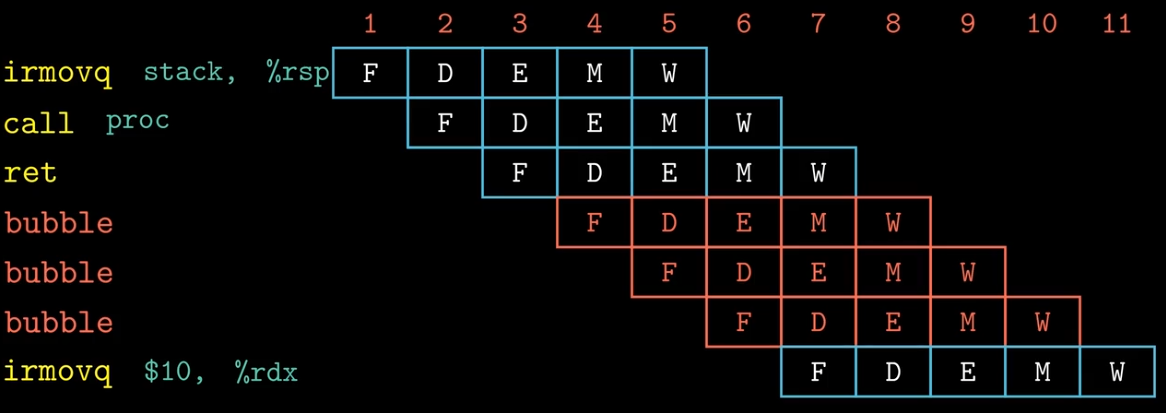 1 2 3 4 5 6 7 8 9 10 11
irmovq stack, %rsp F D E M W
call proc F D E M W
ret F D E M W
bubble F D E M W
bubble F D E M W
bubble F D E M W
irmovq $10, %rdx F D E M W